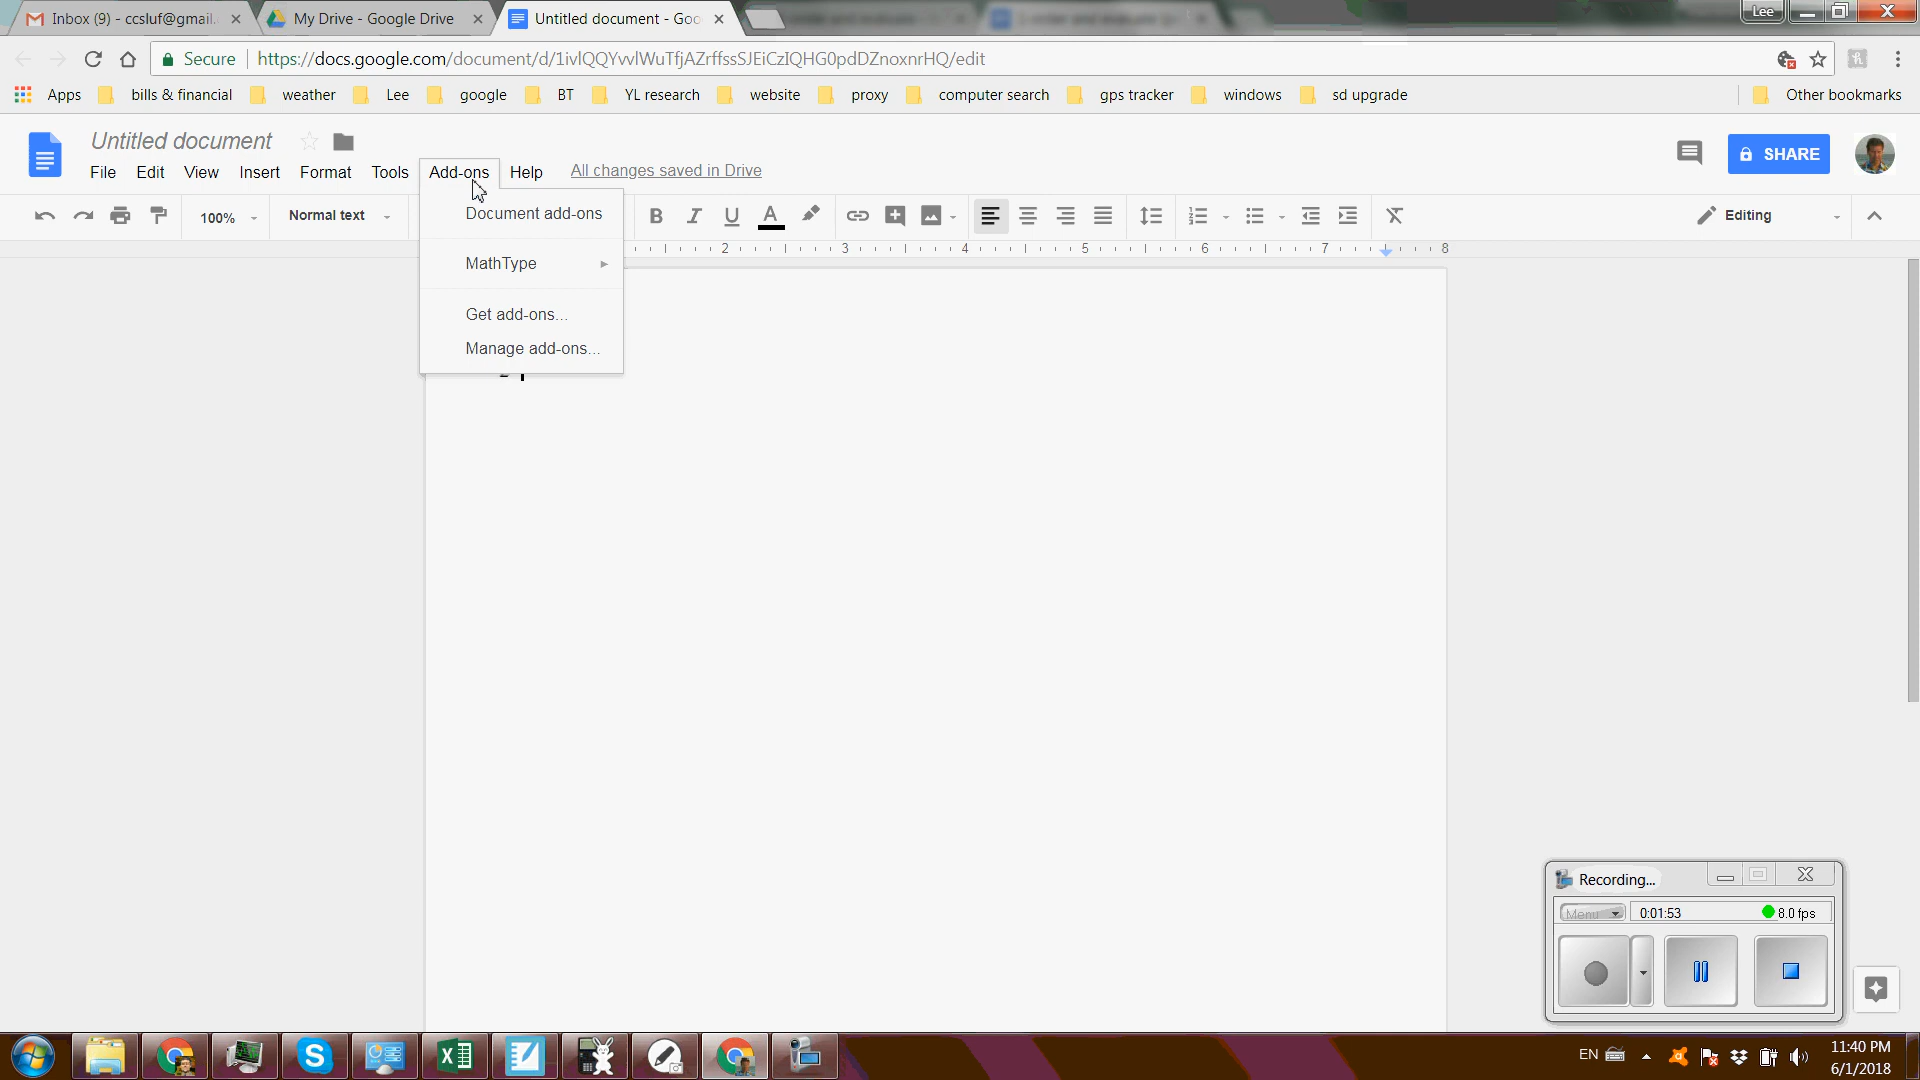 Inbox (9) - ccsluf@gmail.
My Drive - Google Drive
Untitled document - Goo
Lee
Secure
https://docs.google.com/document/d/1ivlQQYvvlWuTfjAZrffssSJEiCzIQHG0pdDZnoxnrHQ/edit
Apps
bills & financial
weather
Lee
google
BT
YL research
website
proxy
computer search
gps tracker
windows
sd upgrade
Other bookmarks
Untitled document
SHARE
File Edit View Insert Format Tools Add-ons Help All changes saved in Drive
100%
Normal text
B I U A
Editing
2 3 4 5 6 7 8
Document add-ons
MathType
Get add-ons...
Manage add-ons...
Recording...
Menu
0:01:53
8.0 fps
EN
11:40 PM
6/1/2018